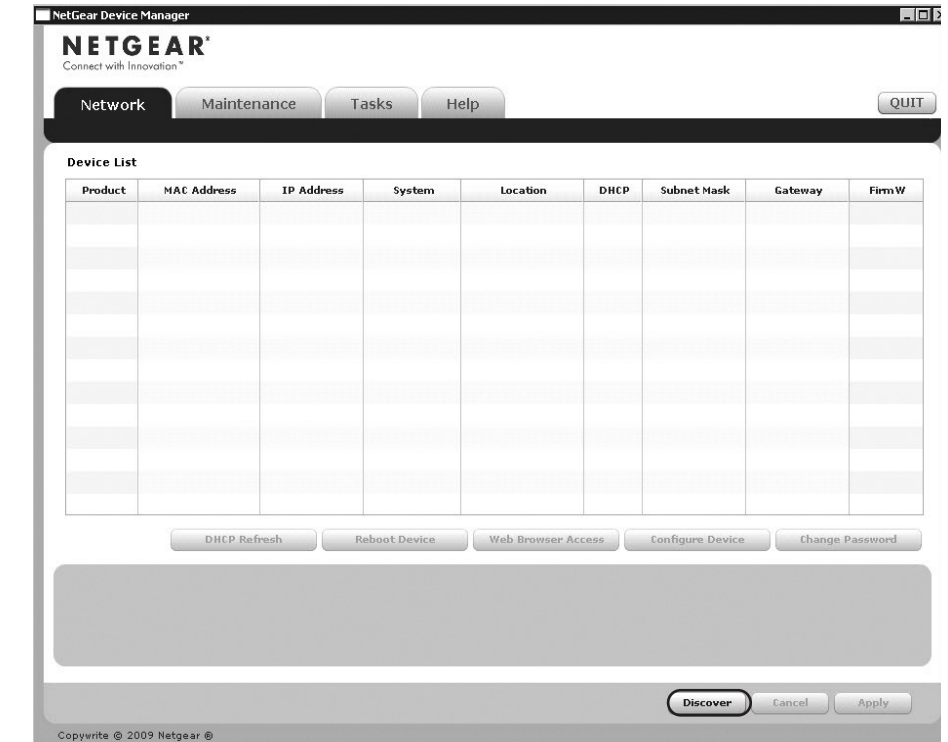 NetGear Device Manager
NETGEAR®
Connect with Innovation™
Network Maintenance Tasks Help QUIT
Device List
Product MAC Address IP Address System Location DHCP Subnet Mask Gateway FirmW
DHCP Refresh Reboot Device Web Browser Access Configure Device Change Password
Discover Cancel Apply
Copywrite © 2009 Netgear ®